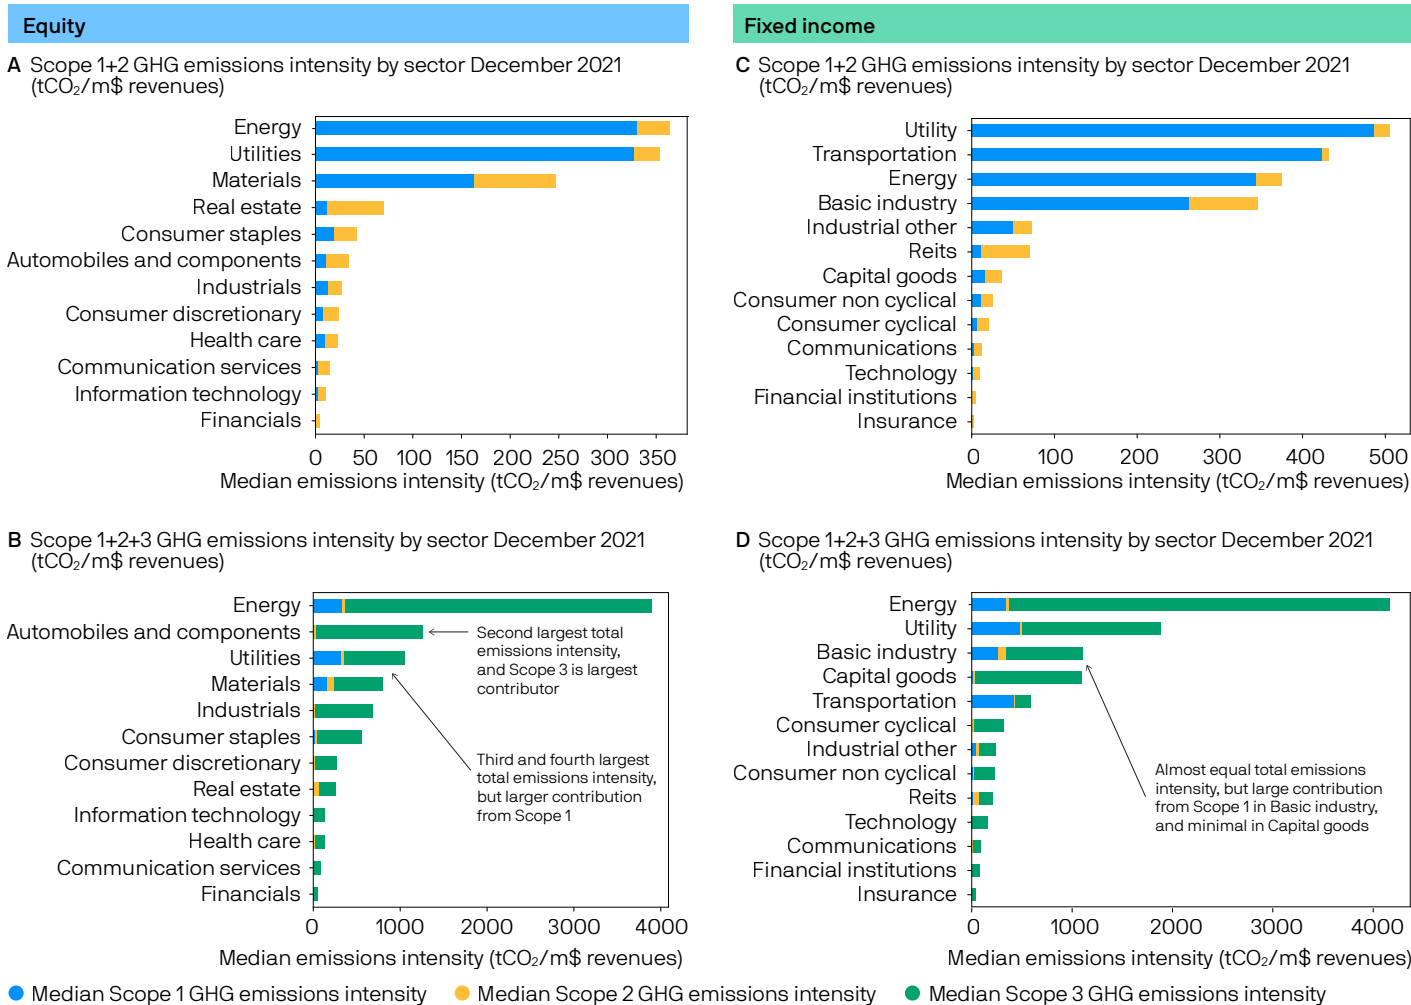 Equity
A Scope 1+2 GHG emissions intensity by sector December 2021
(tCO₂/m$ revenues)
Energy
Utilities
Materials
Real estate
Consumer staples
Automobiles and components
Industrials
Consumer discretionary
Health care
Communication services
Information technology
Financials
0 50 100 150 200 250 300 350
Median emissions intensity (tCO₂/m$ revenues)
B Scope 1+2+3 GHG emissions intensity by sector December 2021
(tCO₂/m$ revenues)
Energy
Automobiles and components
Utilities
Materials
Industrials
Consumer staples
Consumer discretionary
Real estate
Information technology
Health care
Communication services
Financials
Second largest total
emissions intensity,
and Scope 3 is largest
contributor
Third and fourth largest
total emissions intensity,
but larger contribution
from Scope 1
0 1000 2000 3000 4000
Median emissions intensity (tCO₂/m$ revenues)
Fixed income
C Scope 1+2 GHG emissions intensity by sector December 2021
(tCO₂/m$ revenues)
Utility
Transportation
Energy
Basic industry
Industrial other
Reits
Capital goods
Consumer non cyclical
Consumer cyclical
Communications
Technology
Financial institutions
Insurance
0 100 200 300 400 500
Median emissions intensity (tCO₂/m$ revenues)
D Scope 1+2+3 GHG emissions intensity by sector December 2021
(tCO₂/m$ revenues)
Energy
Utility
Basic industry
Capital goods
Transportation
Consumer cyclical
Industrial other
Consumer non cyclical
Reits
Technology
Communications
Financial institutions
Insurance
Almost equal total emissions
intensity, but large contribution
from Scope 1 in Basic industry,
and minimal in Capital goods
0 1000 2000 3000 4000
Median emissions intensity (tCO₂/m$ revenues)
Median Scope 1 GHG emissions intensity
Median Scope 2 GHG emissions intensity
Median Scope 3 GHG emissions intensity